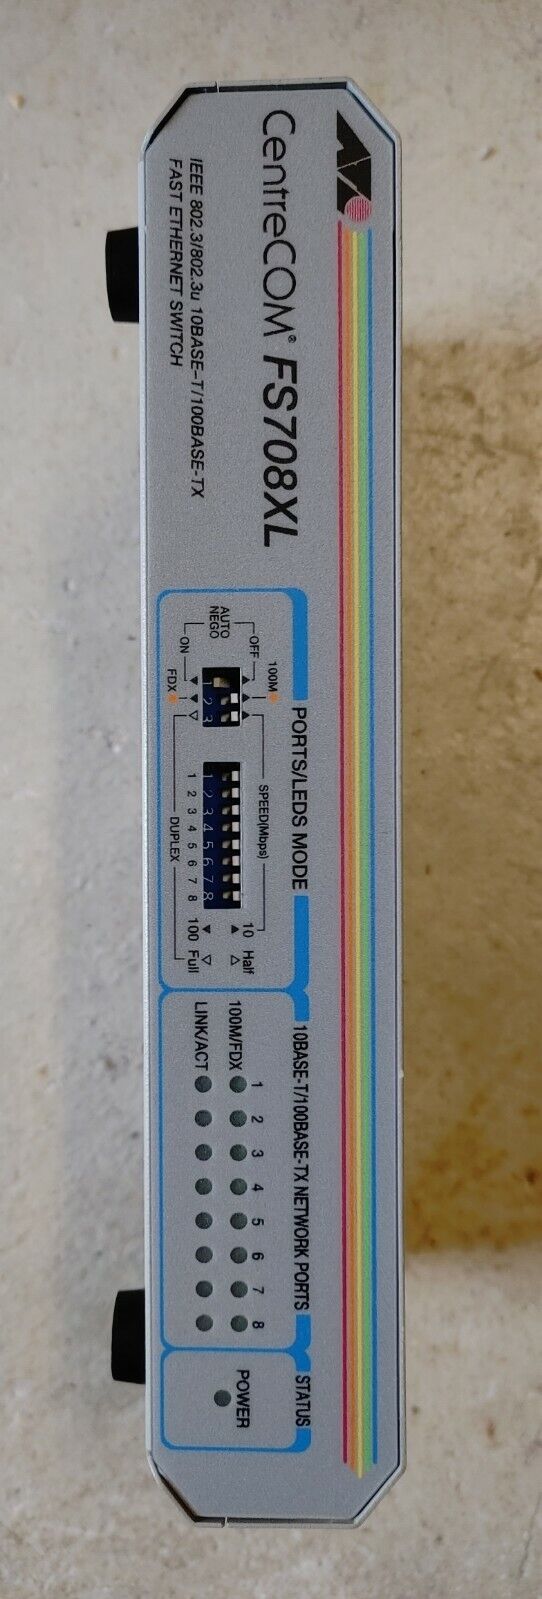 CentreCOM® FS708XL
IEEE 802.3/802.3u 10BASE-T/100BASE-TX
FAST ETHERNET SWITCH
PORTS/LEDS MODE
100M
OFF
AUTO
NEGO
ON
FDX
1 2 3
SPEED(Mbps)
1 2 3 4 5 6 7 8
1 2 3 4 5 6 7 8
DUPLEX
10 Half
100 Full
10BASE-T/100BASE-TX NETWORK PORTS
1 2 3 4 5 6 7 8
100M/FDX
LINK/ACT
STATUS
POWER